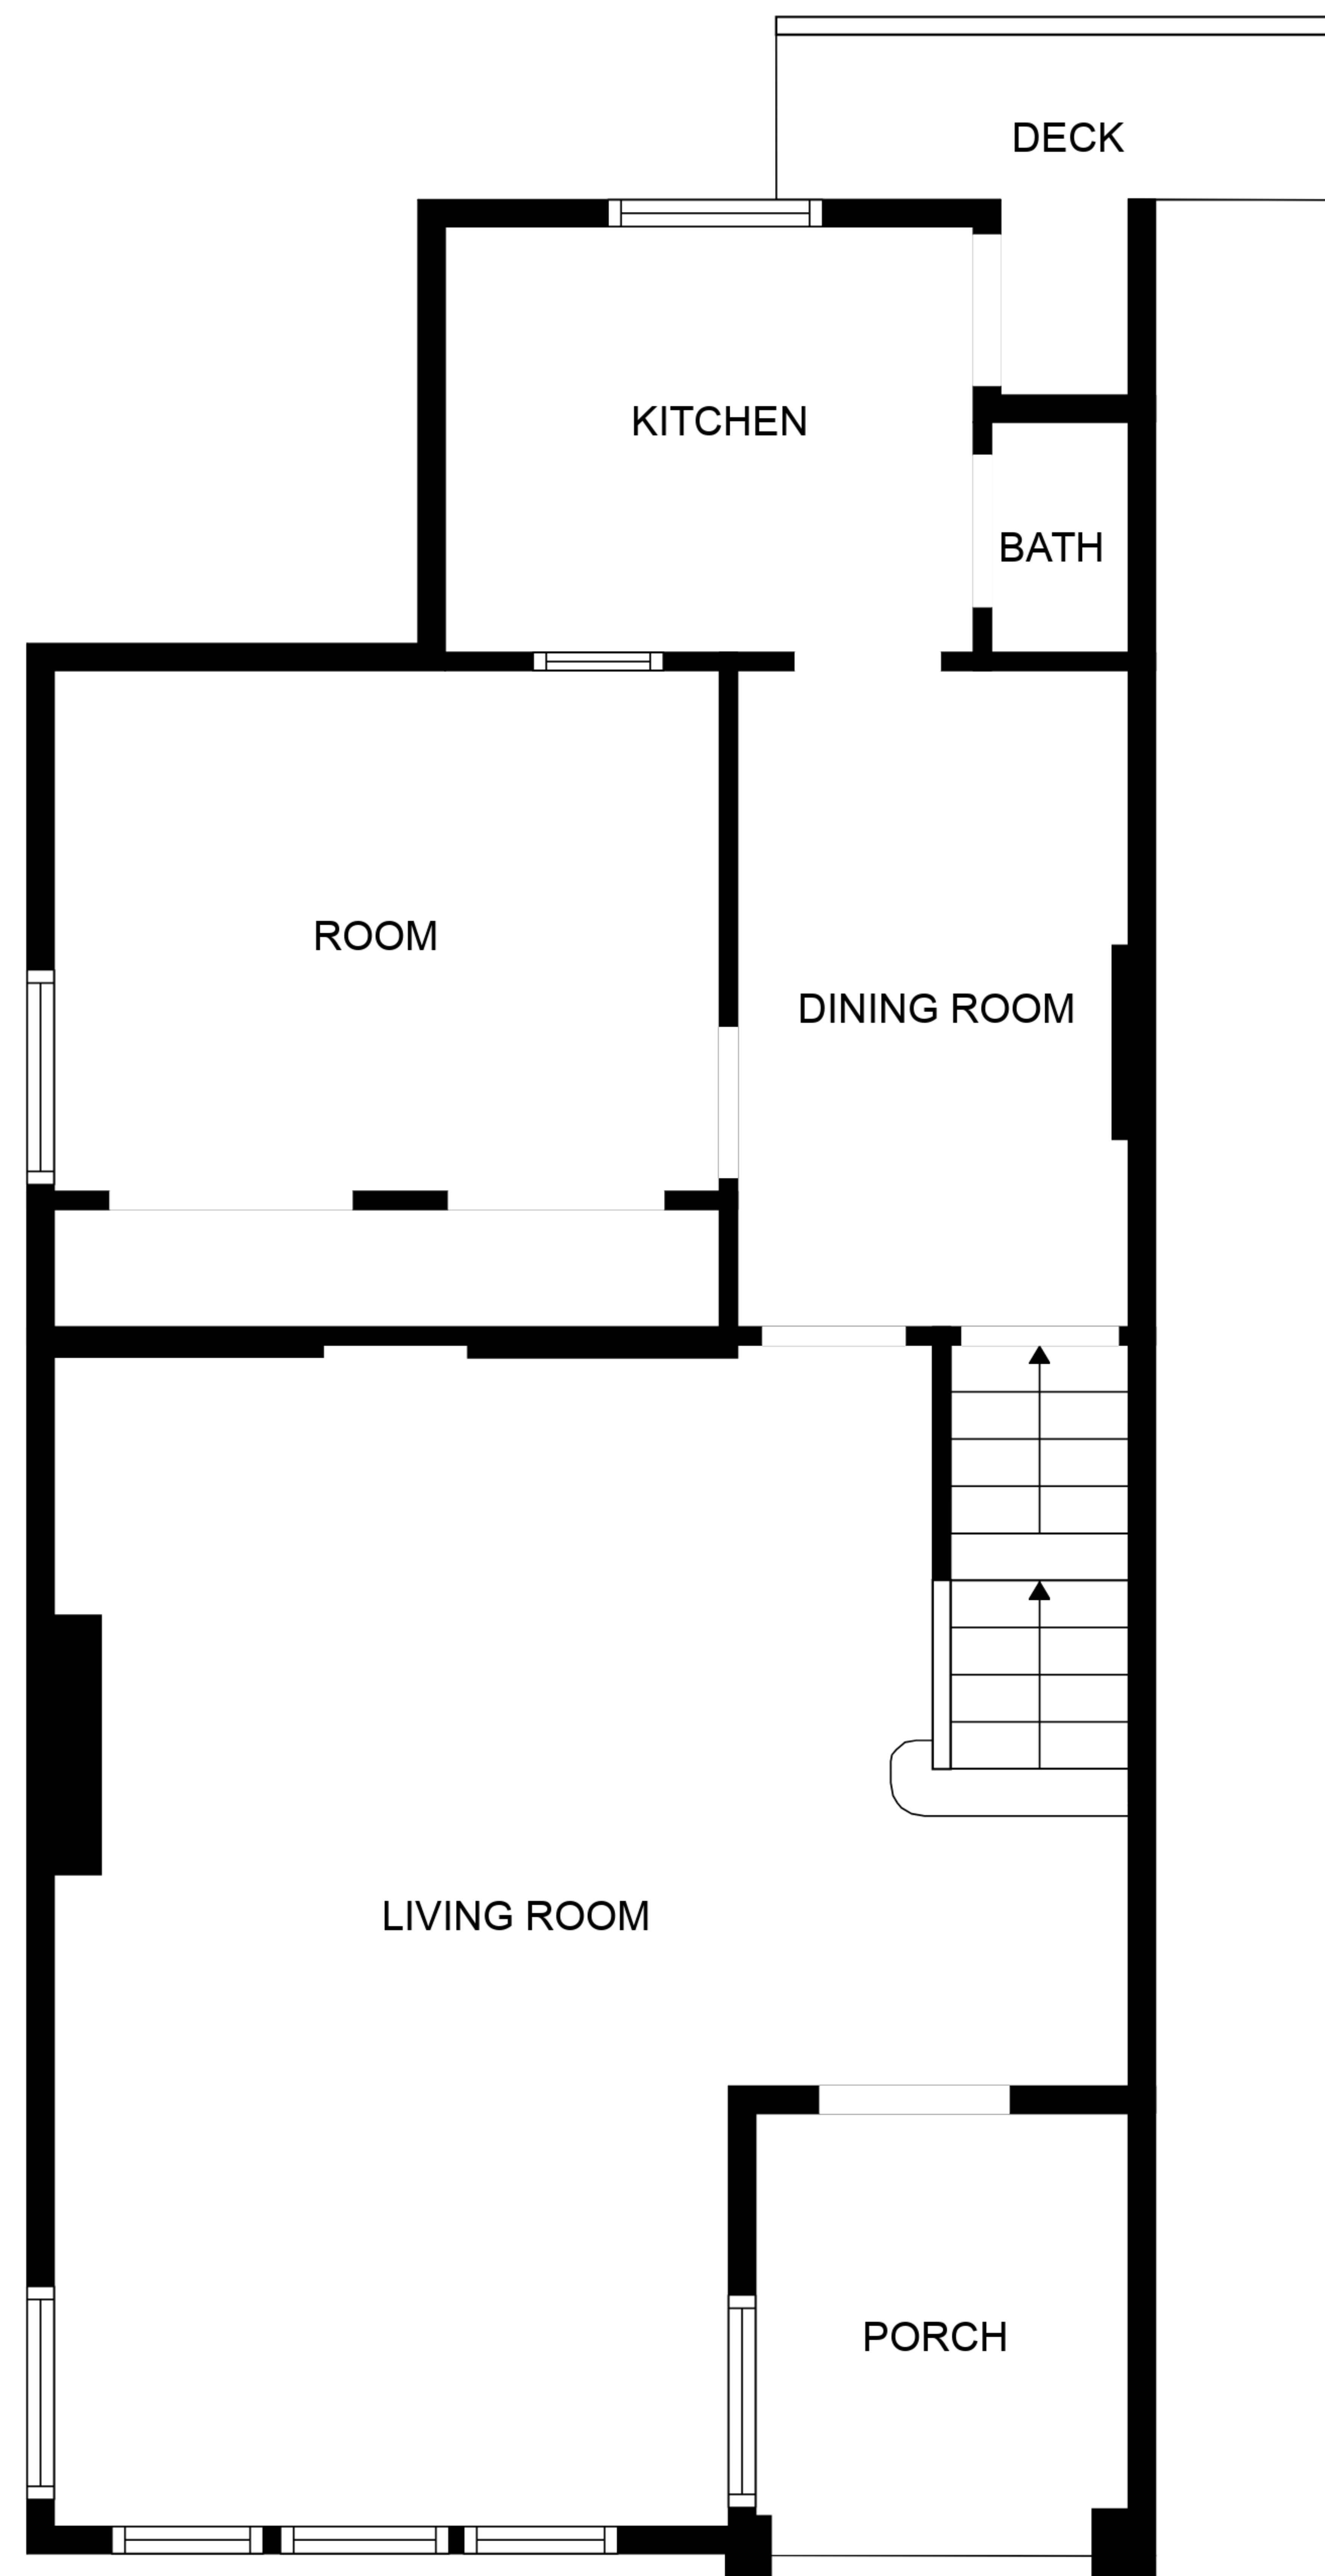 DECK
KITCHEN
BATH
ROOM
DINING ROOM
LIVING ROOM
PORCH